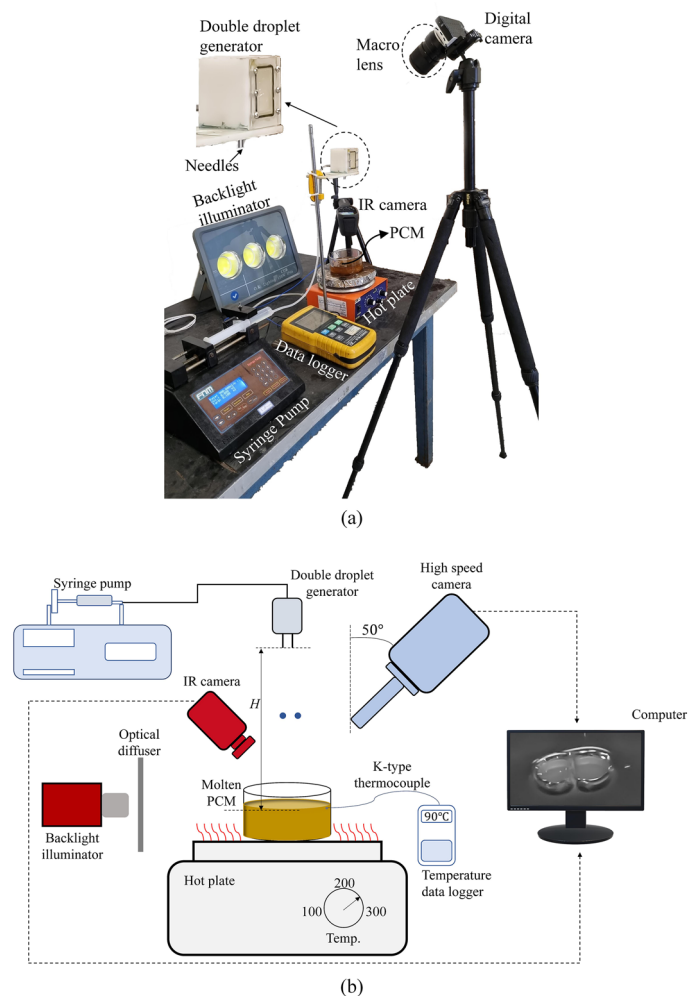 Double droplet
generator
Digital
camera
Macro
lens
Needles
Backlight
illuminator
IR camera
PCM
Hot plate
Data logger
Syringe Pump
(a)
Syringe pump
Double droplet
generator
High speed
camera
50°
IR camera
H
Computer
Optical
diffuser
K-type
thermocouple
Molten
PCM
90℃
Backlight
illuminator
Temperature
data logger
Hot plate
200
100
300
Temp.
(b)